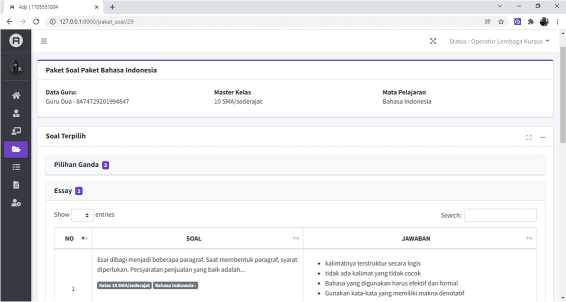 Adji | 1705551084
127.0.0.1:8000/paket_soal/29
Status : Operator Lembaga Kursus
Paket Soal Paket Bahasa Indonesia
Data Guru:
Guru Dua - 8474729201994847
Master Kelas
10 SMA/sederajat
Mata Pelajaran
Bahasa Indonesia
Soal Terpilih
Pilihan Ganda
Essay
Show entries
Search:
NO SOAL JAWABAN
1
Esai dibagi menjadi beberapa paragraf. Saat membentuk paragraf, syarat
diperlukan. Persyaratan penjualan yang baik adalah...
Kelas 10 SMA/sederajat Bahasa Indonesia
kalimatnya terstruktur secara logis
tidak ada kalimat yang tidak cocok
Bahasa yang digunakan harus efektif dan formal
Gunakan kata-kata yang memiliki makna denotatif